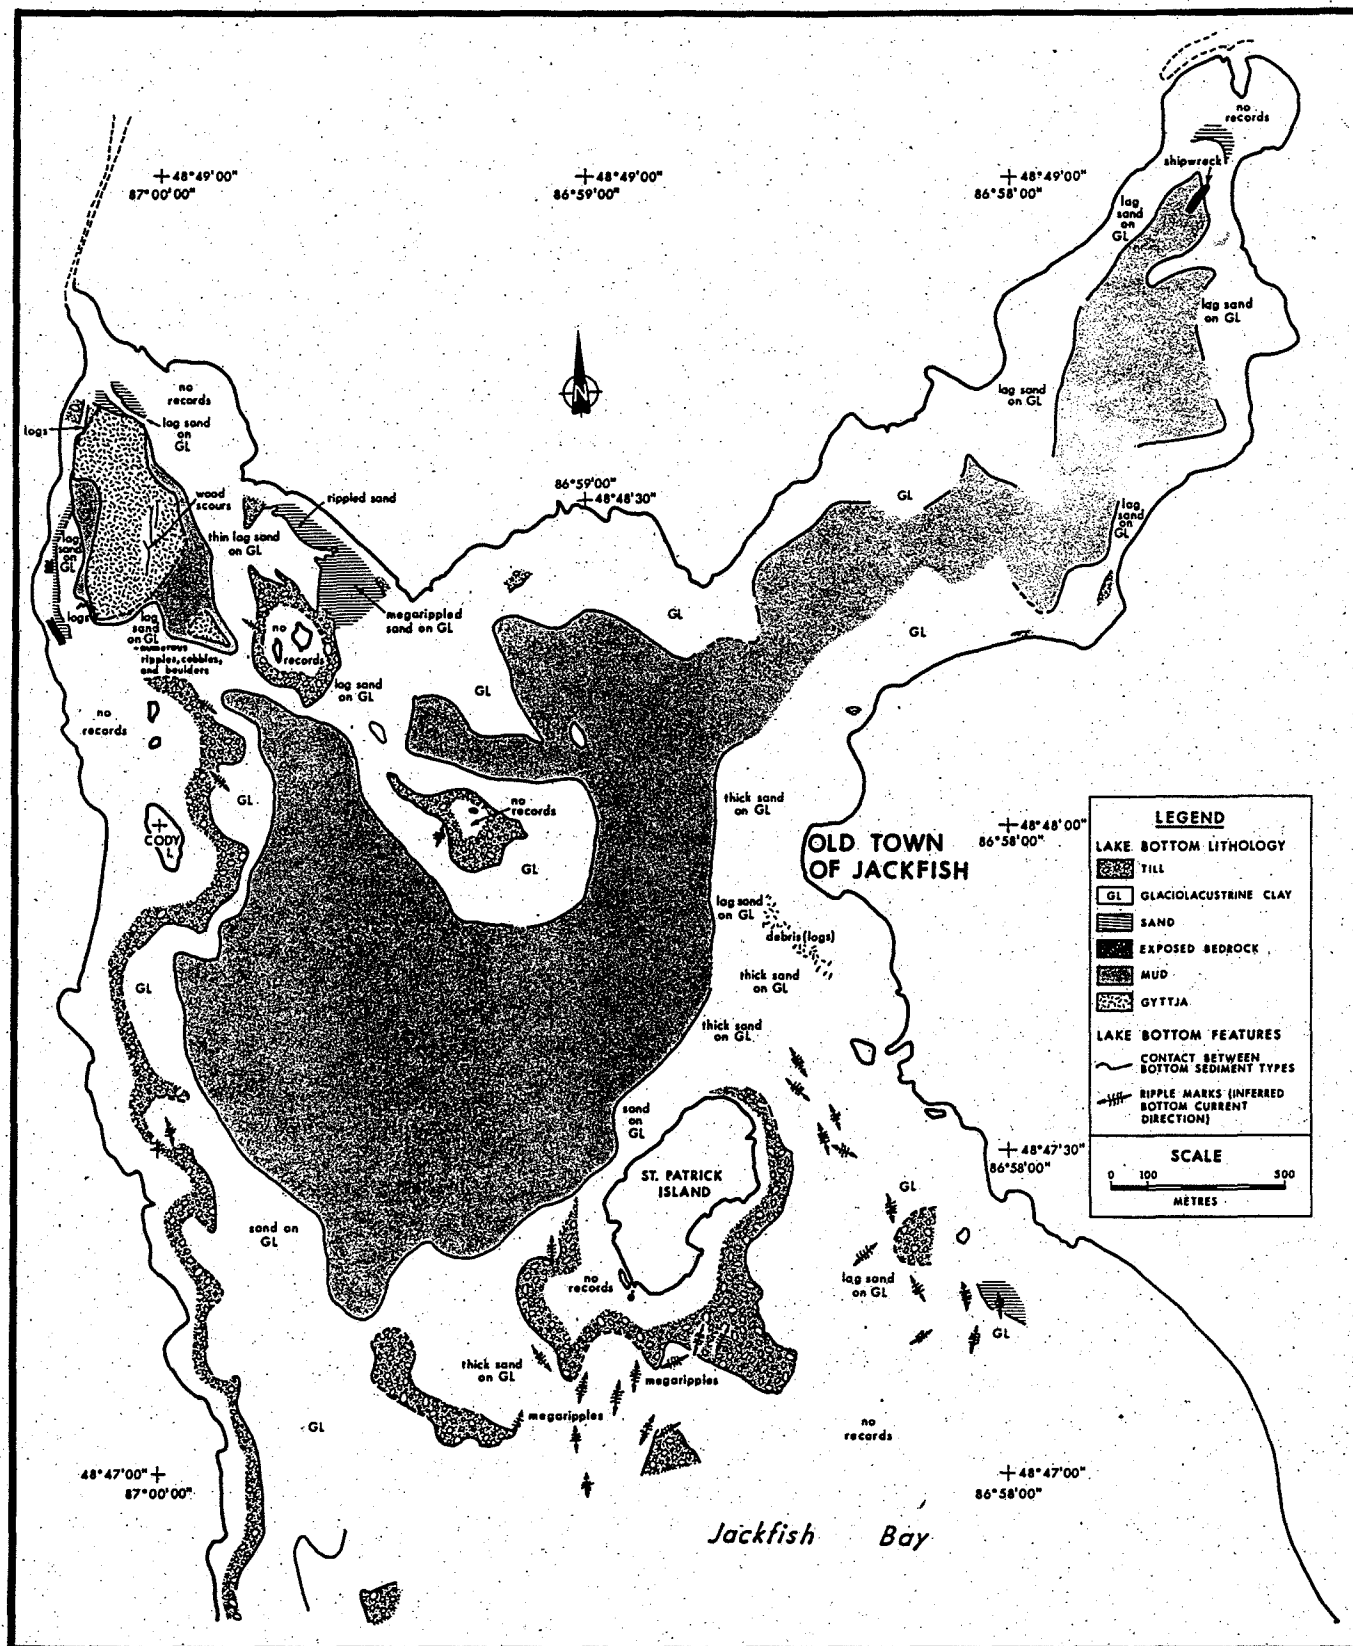 no
records
shipwreck
48°49'00"
87°00'00"
48°49'00"
86°59'00"
48°49'00"
86°58'00"
lag
sand
on
GL
lag sand
on GL
no
records
lag sand
on
GL
logs
lag sand
on GL
N
86°59'00"
48°48'30"
wood
scours
rippled sand
GL
lag
sand
on
GL
thin lag sand
on GL
lag
sand
on
GL
logs
lag
sand
on GL
-numerous
ripples, cobbles,
and boulders
megarippled
sand on GL
no
records
GL
GL
lag sand
on GL
GL
no
records
GL
thick sand
on GL
no
records
CODY
I.
GL
OLD TOWN
OF JACKFISH
48°48'00"
86°58'00"
lag sand
on GL
debris(logs)
thick sand
on GL
GL
thick sand
on GL
LEGEND
LAKE BOTTOM LITHOLOGY
TILL
GL GLACIOLACUSTRINE CLAY
SAND
EXPOSED BEDROCK
MUD
GYTTJA
LAKE BOTTOM FEATURES
CONTACT BETWEEN
BOTTOM SEDIMENT TYPES
RIPPLE MARKS (INFERRED
BOTTOM CURRENT
DIRECTION)
SCALE
0 100 500
METRES
sand
on
GL
48°47'30"
86°58'00"
ST. PATRICK
ISLAND
GL
sand on
GL
no
records
lag sand
on GL
GL
thick sand
on GL
megaripples
megaripples
GL
no
records
48°47'00"
87°00'00"
48°47'00"
86°58'00"
Jackfish Bay